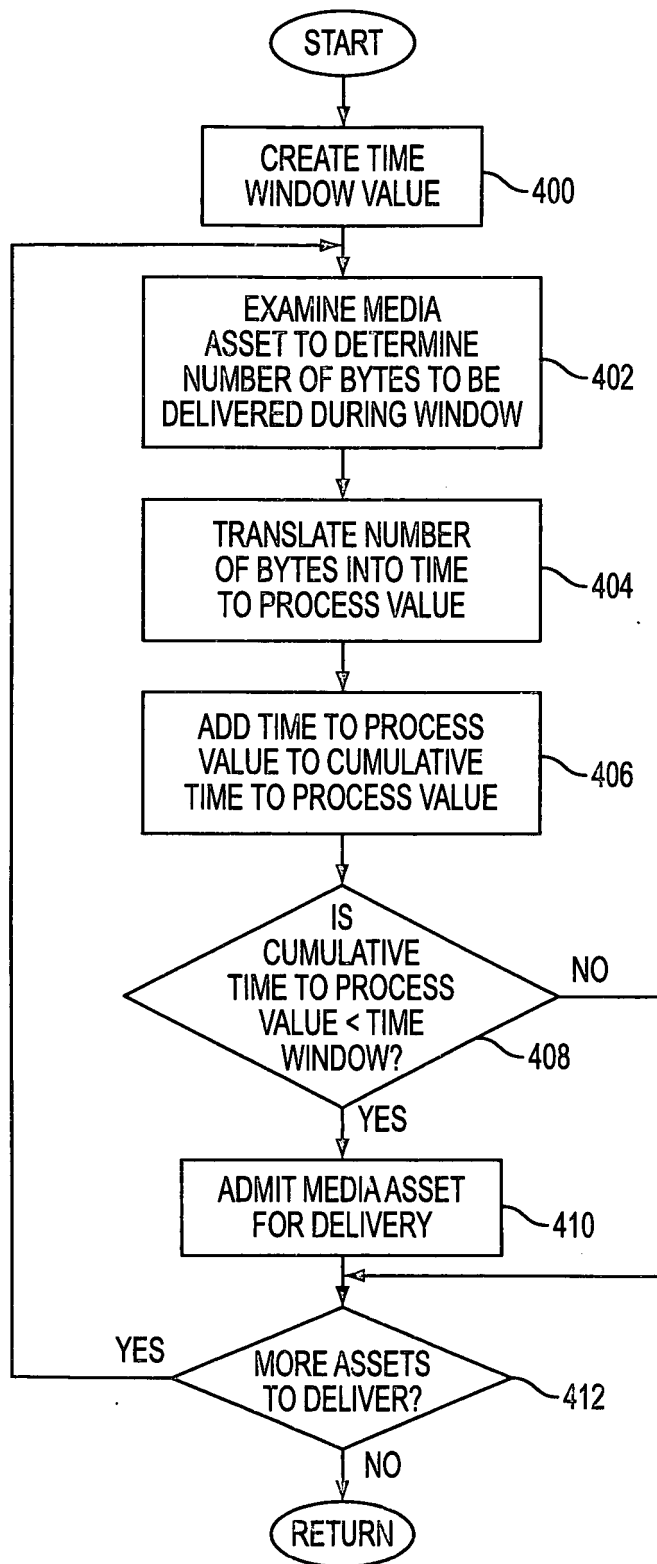 START
CREATE TIME
WINDOW VALUE
400
EXAMINE MEDIA
ASSET TO DETERMINE
NUMBER OF BYTES TO BE
DELIVERED DURING WINDOW
402
TRANSLATE NUMBER
OF BYTES INTO TIME
TO PROCESS VALUE
404
ADD TIME TO PROCESS
VALUE TO CUMULATIVE
TIME TO PROCESS VALUE
406
IS
CUMULATIVE
TIME TO PROCESS
VALUE < TIME
WINDOW?
NO
408
YES
ADMIT MEDIA ASSET
FOR DELIVERY
410
YES
MORE ASSETS
TO DELIVER?
412
NO
RETURN